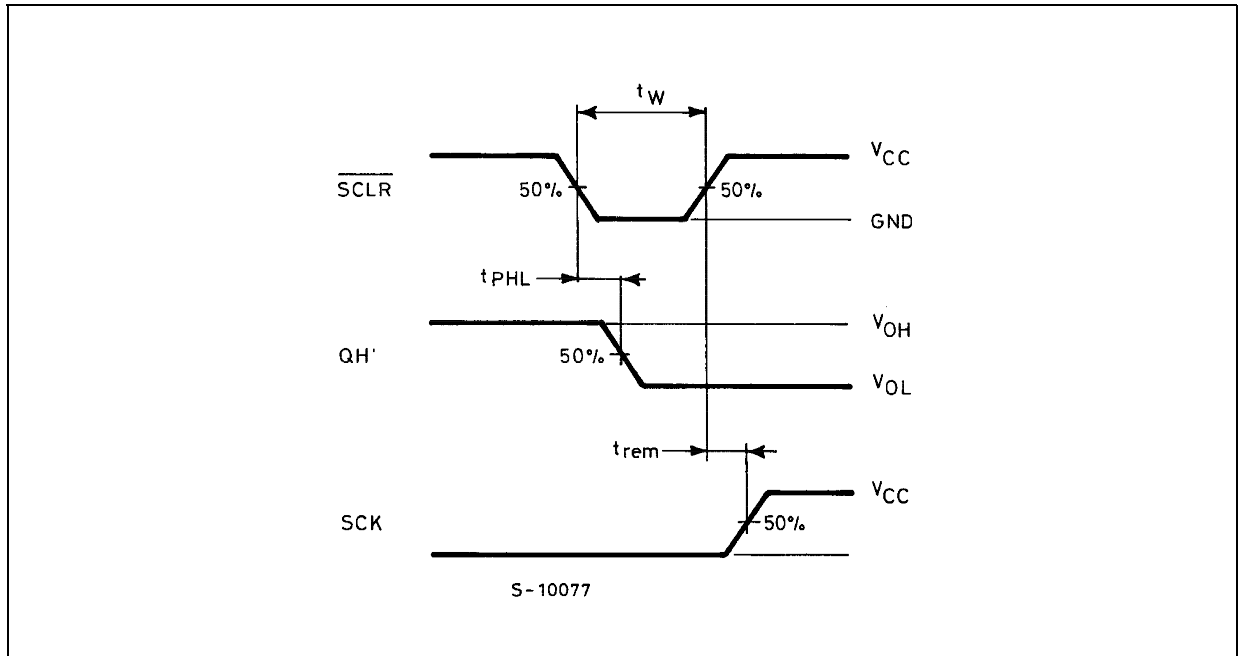 tW
VCC
SCLR
50%
50%
GND
tPHL
VOH
QH'
50%
VOL
trem
VCC
SCK
50%
S-10077